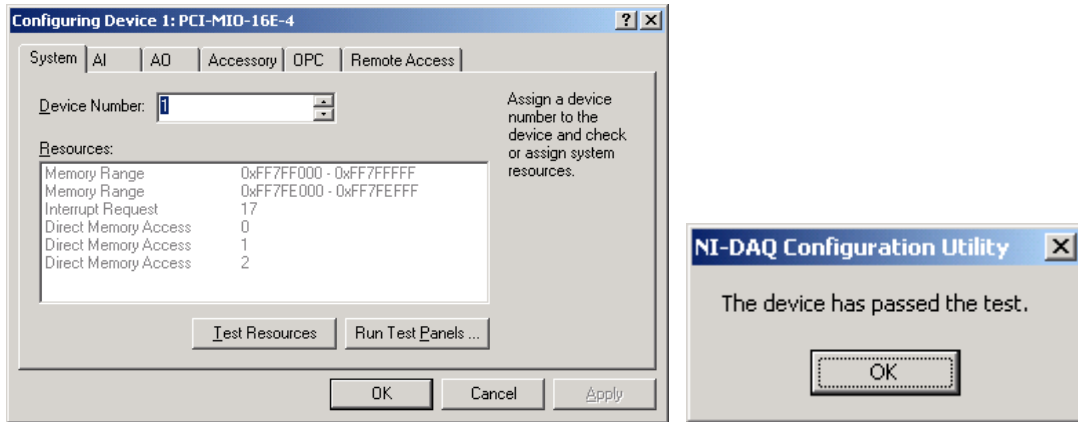 Configuring Device 1: PCI-MIO-16E-4
System AI AO Accessory OPC Remote Access
Device Number: 1
Assign a device
number to the
device and check
or assign system
resources.
Resources:
Memory Range 0xFF7FF000 - 0xFF7FFFFF
Memory Range 0xFF7FE000 - 0xFF7FEFFF
Interrupt Request 17
Direct Memory Access 0
Direct Memory Access 1
Direct Memory Access 2
Test Resources Run Test Panels ...
OK Cancel Apply
NI-DAQ Configuration Utility
The device has passed the test.
OK